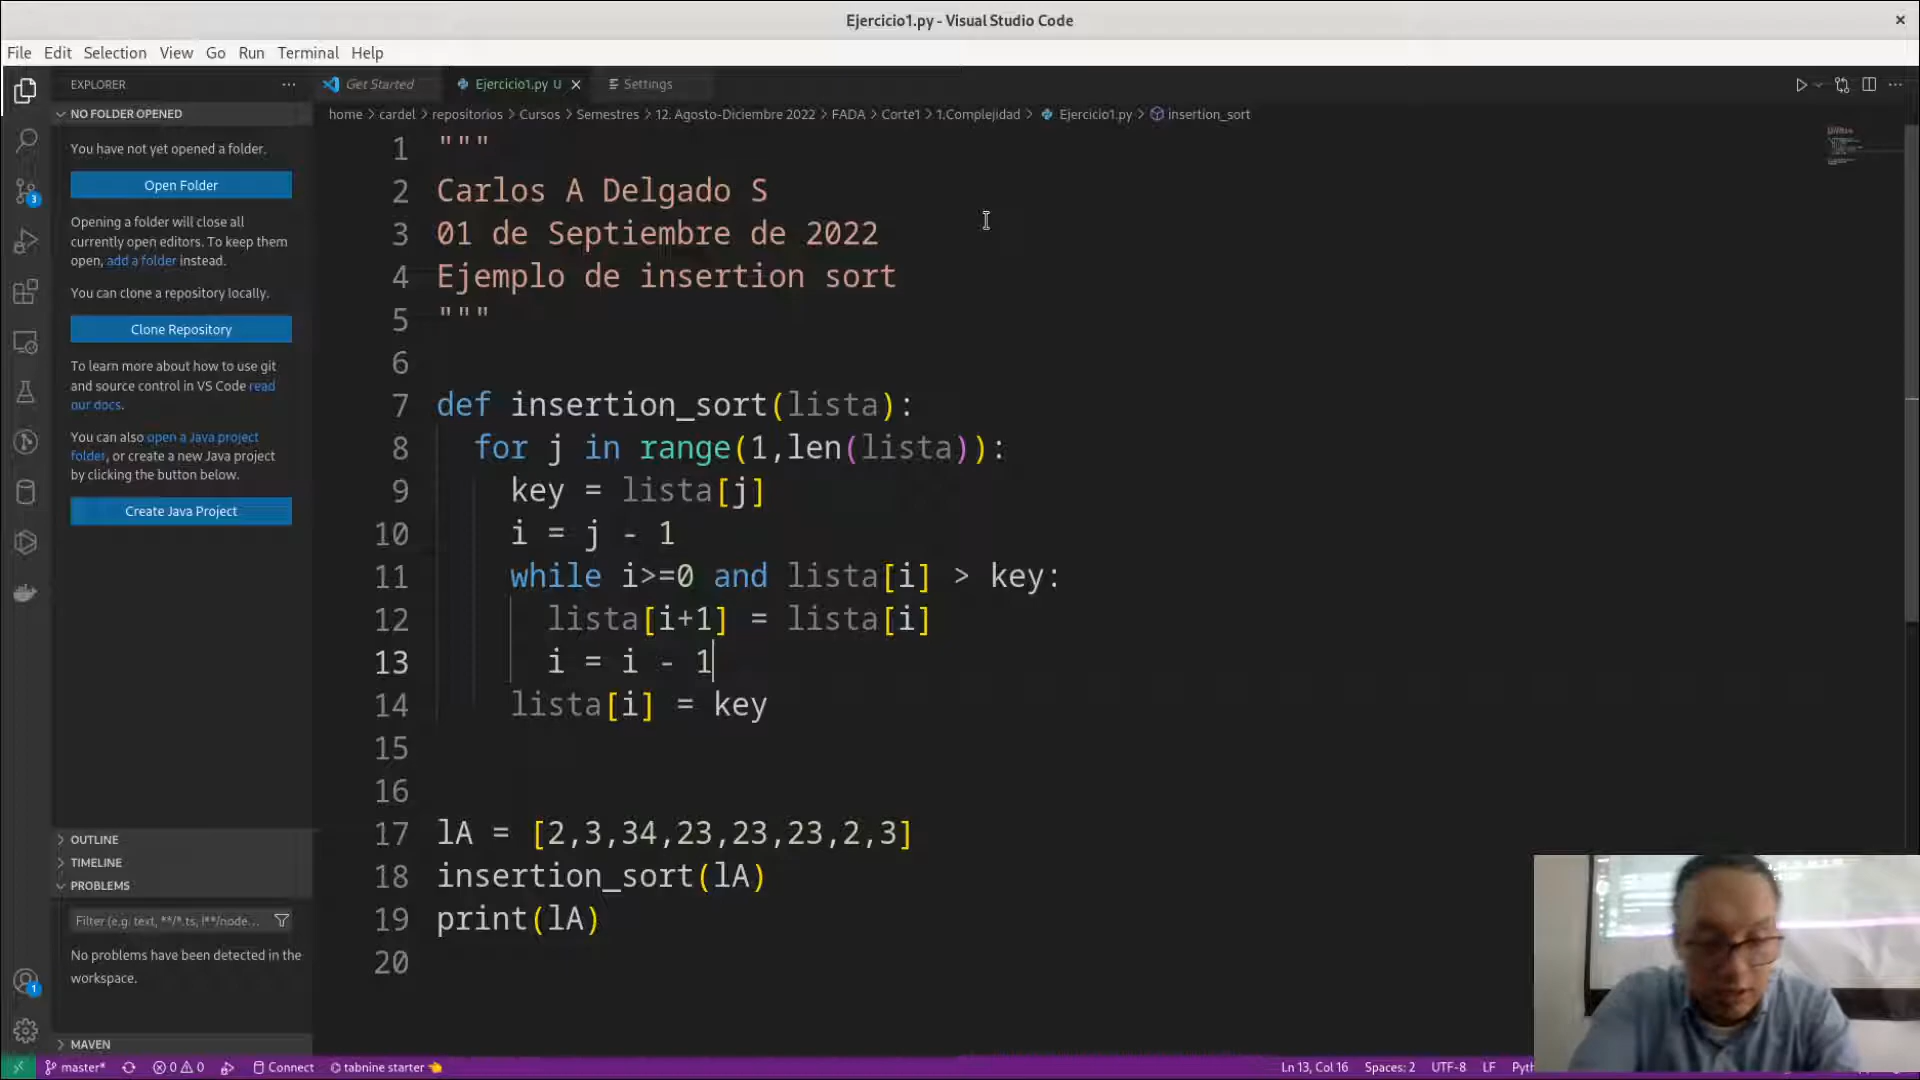 Ejercicio1.py - Visual Studio Code
File Edit Selection View Go Run Terminal Help
EXPLORER
Get Started
Ejercicio1.py U
Settings
NO FOLDER OPENED
home > cardel > repositorios > Cursos > Semestres > 12. Agosto-Diciembre 2022 > FADA > Corte1 > 1.Complejidad > Ejercicio1.py > insertion_sort
You have not yet opened a folder.
Open Folder
Opening a folder will close all
currently open editors. To keep them
open, add a folder instead.
You can clone a repository locally.
Clone Repository
To learn more about how to use git
and source control in VS Code read
our docs.
You can also open a Java project
folder, or create a new Java project
by clicking the button below.
Create Java Project
OUTLINE
TIMELINE
PROBLEMS
Filter (e.g. text, **/*.ts, !**/node...
No problems have been detected in the
workspace.
MAVEN
3
1
1 """
2 Carlos A Delgado S
3 01 de Septiembre de 2022
4 Ejemplo de insertion sort
5 """
6
7 def insertion_sort(lista):
8 for j in range(1,len(lista)):
9 key = lista[j]
10 i = j - 1
11 while i>=0 and lista[i] > key:
12 lista[i+1] = lista[i]
13 i = i - 1
14 lista[i] = key
15
16
17 lA = [2,3,34,23,23,23,2,3]
18 insertion_sort(lA)
19 print(lA)
20
master* 0 0 Connect tabnine starter Ln 13, Col 16 Spaces: 2 UTF-8 LF Pyth